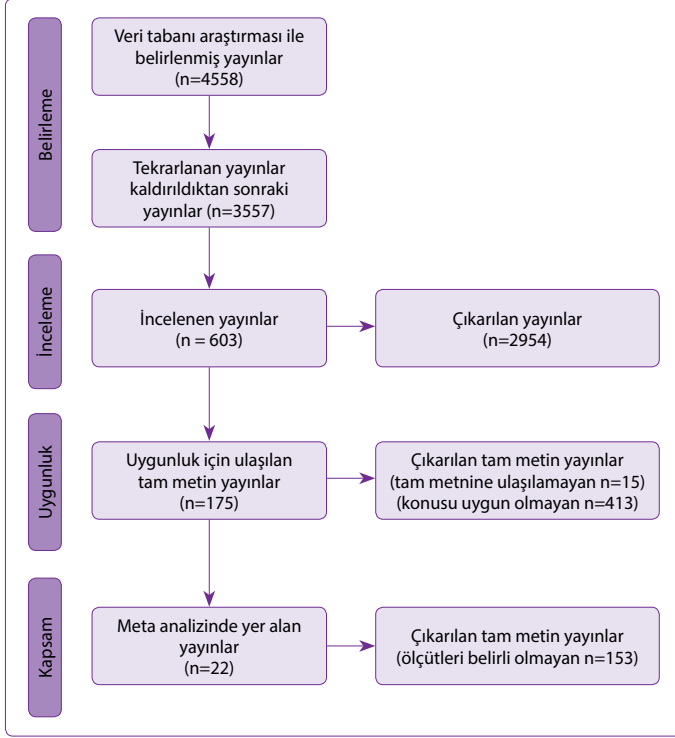 Belirleme
Veri tabanı araştırması ile
belirlenmiş yayınlar
(n=4558)
Tekrarlanan yayınlar
kaldırıldıktan sonraki
yayınlar (n=3557)
İnceleme
İncelenen yayınlar
(n = 603)
Çıkarılan yayınlar
(n=2954)
Uygunluk
Uygunluk için ulaşılan
tam metin yayınlar
(n=175)
Çıkarılan tam metin yayınlar
(tam metnine ulaşılamayan n=15)
(konusu uygun olmayan n=413)
Kapsam
Meta analizinde yer alan
yayınlar
(n=22)
Çıkarılan tam metin yayınlar
(ölçütleri belirli olmayan n=153)